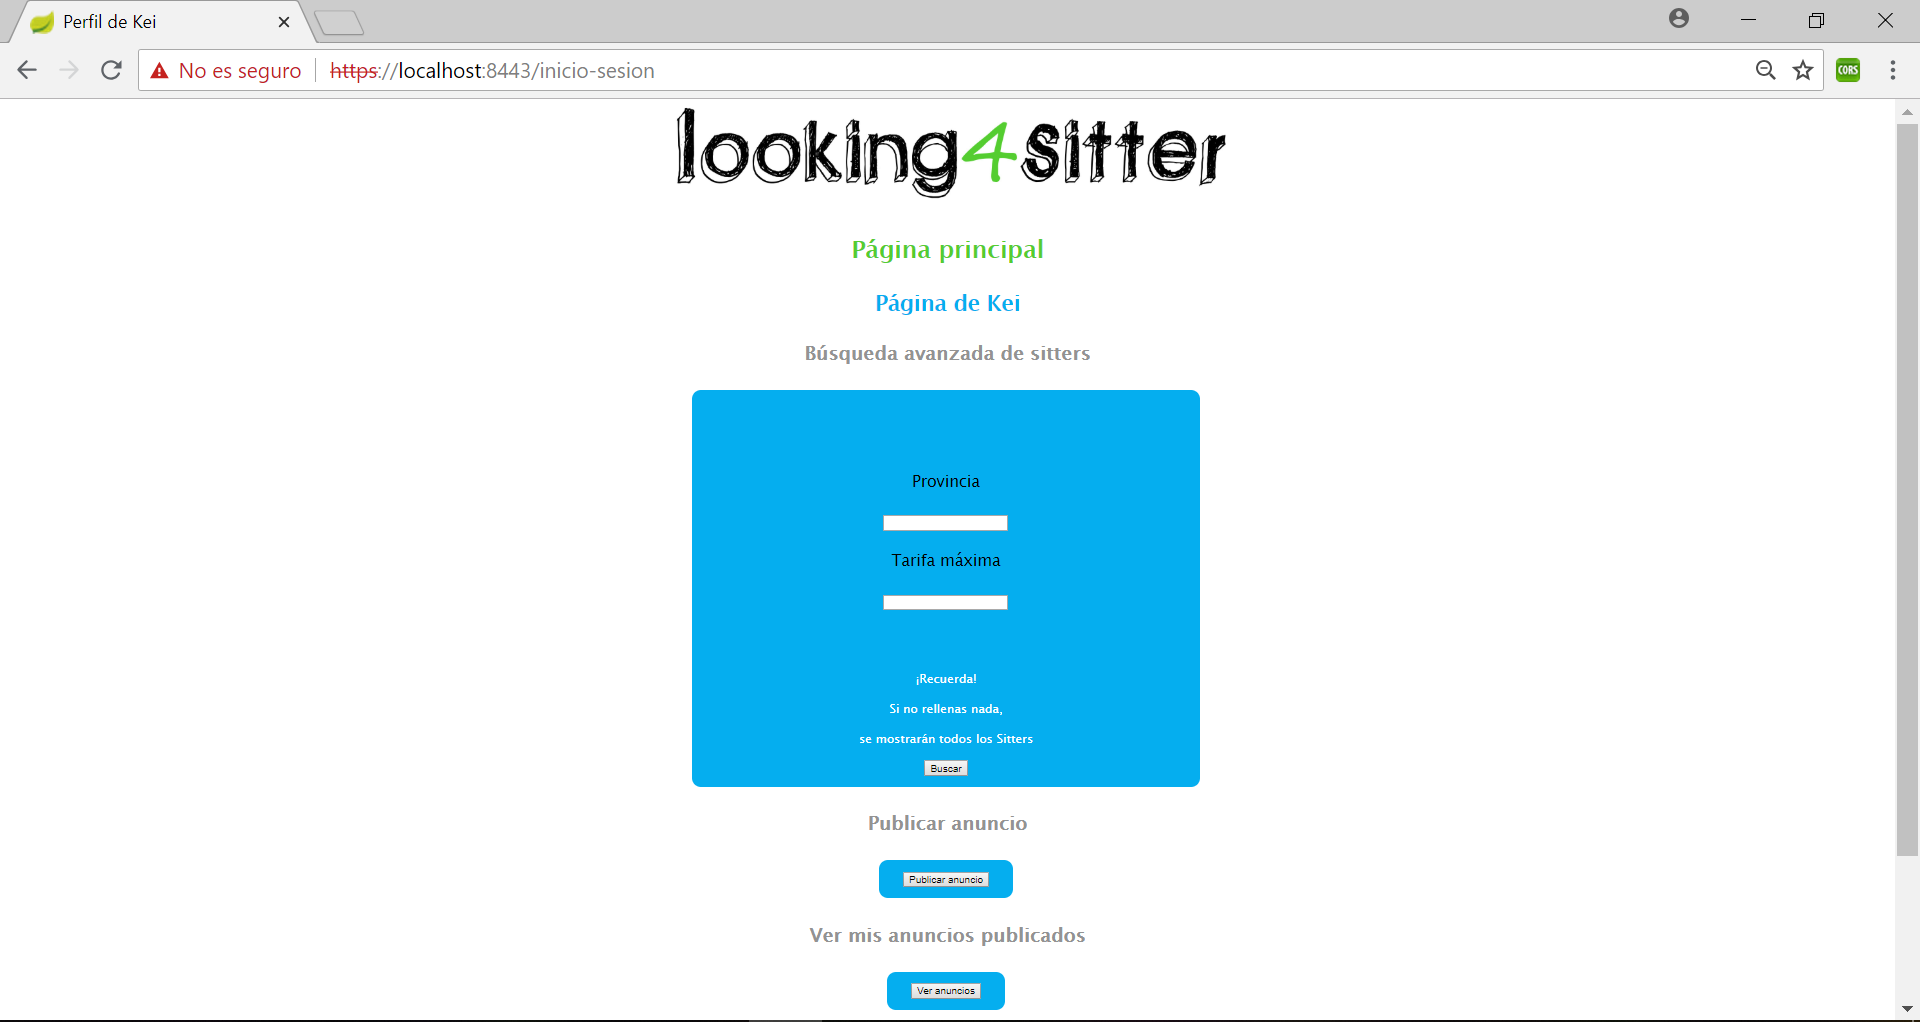 Perfil de Kei
No es seguro
https://localhost:8443/inicio-sesion
CORS
looking4Sitter
Página principal
Página de Kei
Búsqueda avanzada de sitters
Provincia
Tarifa máxima
¡Recuerda!
Si no rellenas nada,
se mostrarán todos los Sitters
Buscar
Publicar anuncio
Publicar anuncio
Ver mis anuncios publicados
Ver anuncios